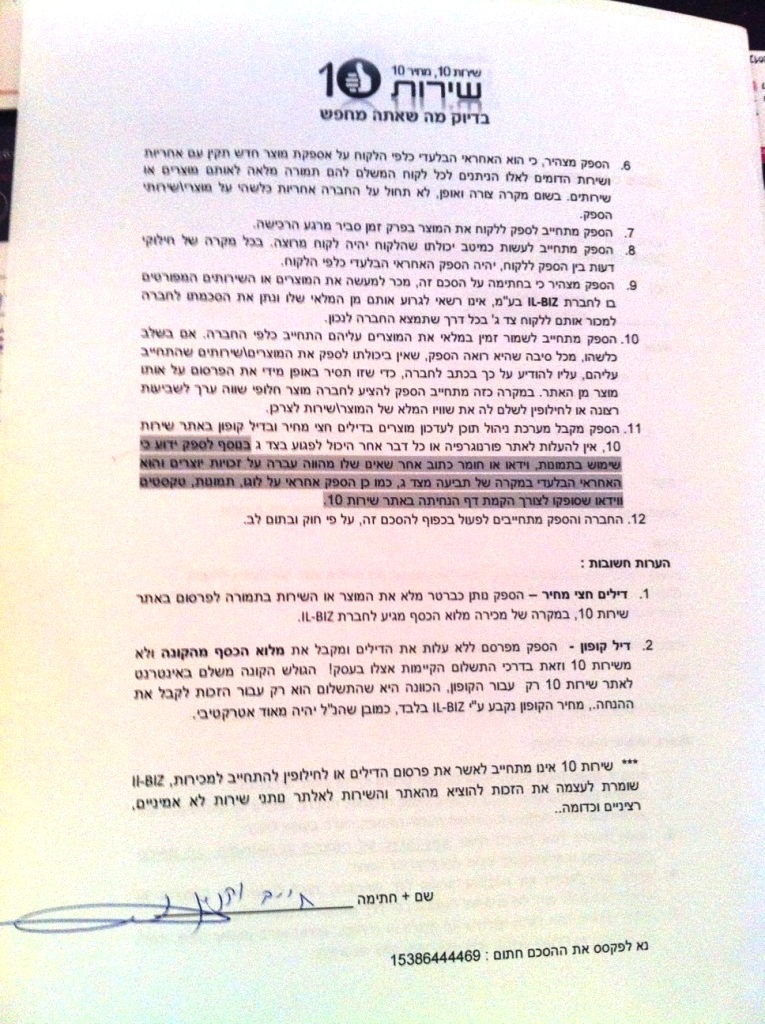 שירות 10, מחיר 10
שירות 10
בדיוק מה שאתה מחפש
6. הספק מצהיר, כי הוא האחראי הבלעדי כלפי הלקוח על אספקת מוצר חדש תקין עם אחריות
ושירות הדומים לאלו הניתנים לכל לקוח המשלם להם תמורה מלאה לאותם מוצרים או
שירותים. בשום מקרה צורה ואופן, לא תחול על החברה אחריות כלשהי על מוצרי\שירותי
הספק.
7. הספק מתחייב לספק ללקוח את המוצר בפרק זמן סביר מרגע הרכישה.
8. הספק מתחייב לעשות כמיטב יכולתו שהלקוח יהיה לקוח מרוצה. בכל מקרה של חילוקי
דעות בין הספק ללקוח, יהיה הספק האחראי הבלעדי כלפי הלקוח.
9. הספק מצהיר כי בחתימה על הסכם זה, מכר למעשה את המוצרים או השירותים המפורטים
בו לחברת IL-BIZ בע"מ, אינו רשאי לגרוע אותם מן המלאי שלו ונתן את הסכמתו לחברה
למכור אותם ללקוח צד ג' בכל דרך שתמצא החברה לנכון.
10. הספק מתחייב לשמור זמין במלאי את המוצרים עליהם התחייב כלפי החברה. אם בשלב
כלשהו, מכל סיבה שהיא רואה הספק, שאין ביכולתו לספק את המוצרים\שירותים שהתחייב
עליהם, עליו להודיע על כך בכתב לחברה, כדי שזו תסיר באופן מידי את הפרסום על אותו
מוצר מן האתר. במקרה כזה מתחייב הספק להציע לחברה מוצר חלופי שווה ערך לשביעות
רצונה או לחילופין לשלם לה את שוויו המלא של המוצר\שירות לצרכן.
11. הספק מקבל מערכת ניהול תוכן לעדכון מוצרים בדילים חצי מחיר ובדיל קופון באתר שירות
10, אין להעלות לאתר פורנוגרפיה או כל דבר אחר היכול לפגוע בצד ג בנוסף לספק ידוע כי
שימוש בתמונות, וידאו או חומר כתוב אחר שאינו שלו מהווה עברה על זכויות יוצרים והוא
האחראי הבלעדי במקרה של תביעה מצד ג, כמו כן הספק אחראי על לוגו, תמונות, טקסטים
ווידאו שסופקו לצורך הקמת דף הנחיתה באתר שירות 10.
12. החברה והספק מתחייבים לפעול בכפוף להסכם זה, על פי חוק ובתום לב.
הערות חשובות :
1. דילים חצי מחיר – הספק נותן כברטר מלא את המוצר או השירות בתמורה לפרסום באתר
שירות 10, במקרה של מכירה מלוא הכסף מגיע לחברת IL-BIZ.
2. דיל קופון - הספק מפרסם ללא עלות את הדילים ומקבל את מלוא הכסף מהקונה ולא
משירות 10 וזאת בדרכי התשלום הקיימות אצלו בעסק! הגולש הקונה משלם באינטרנט
לאתר שירות 10 רק עבור הקופון, הכוונה היא שהתשלום הוא רק עבור הזכות לקבל את
ההנחה., מחיר הקופון נקבע ע"י IL-BIZ בלבד, כמובן שהנ"ל יהיה מאוד אטרקטיבי.
*** שירות 10 אינו מתחייב לאשר את פרסום הדילים או לחילופין להתחייב למכירות, Il-BIZ
שומרת לעצמה את הזכות להוציא מהאתר והשירות לאלתר נותני שירות לא אמיניים,
רציניים וכדומה..
שם + חתימה
נא לפקסס את ההסכם חתום : 15386444469